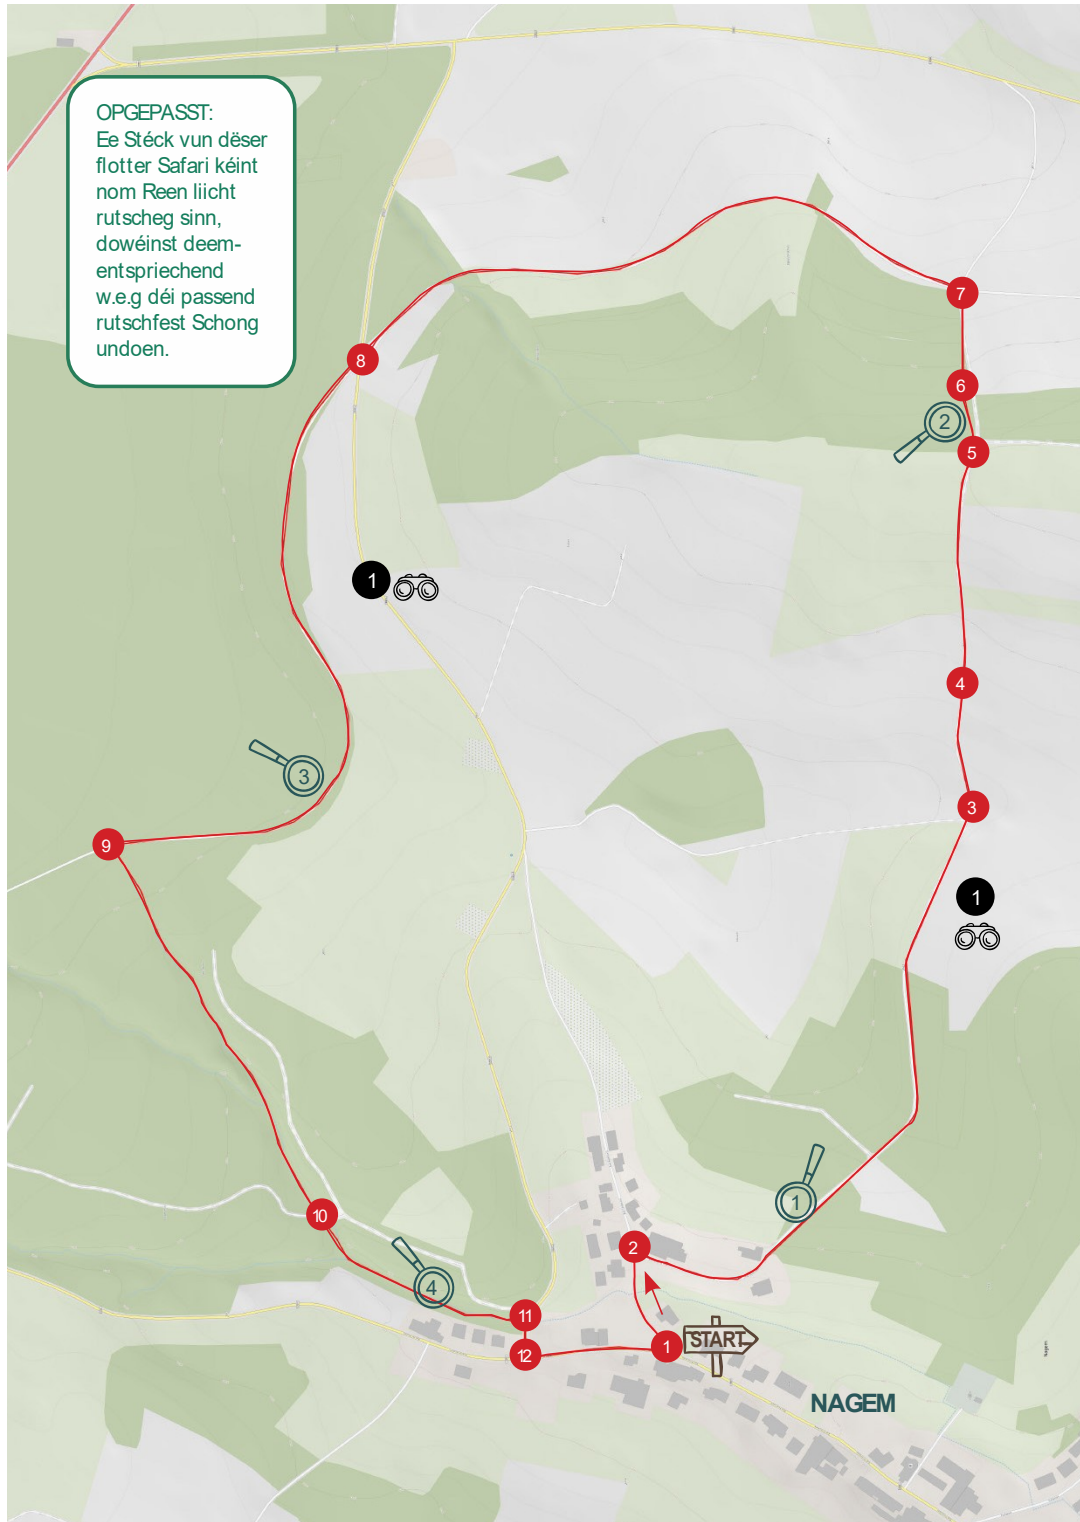 OPGEPASST:
Ee Stéck vun dëser
flotter Safari kéint
nom Reen liicht
rutscheg sinn,
dowéinst deem-
entspriechend
w.e.g déi passend
rutschfest Schong
undoen.
7
8
6
2
5
1
4
3
3
9
1
1
10
2
4
11
12
1
START
NAGEM